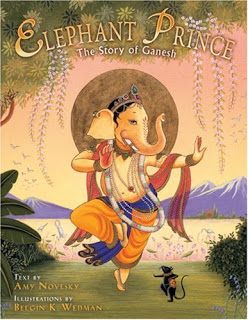 ELEPHANT PRINCE
The Story of Ganesh
TEXT BY
AMY NOVESKY
ILLUSTRATIONS BY
BELGIN K. WEDMAN